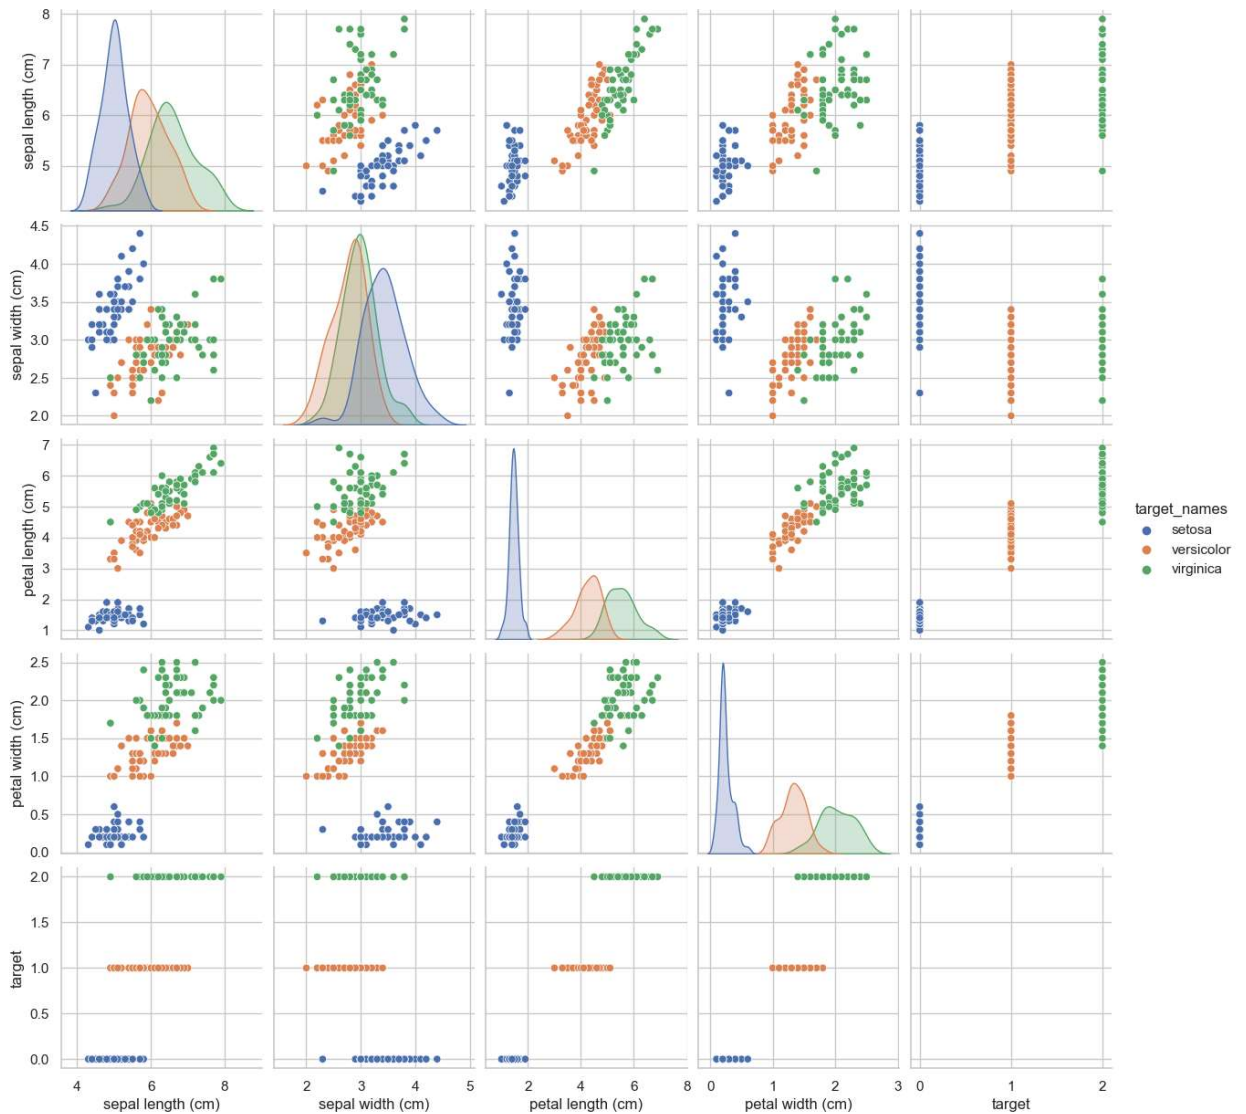 8
7
6
5
sepal length (cm)
4.5
4.0
3.5
3.0
2.5
2.0
sepal width (cm)
7
6
5
4
3
2
1
petal length (cm)
target_names
setosa
versicolor
virginica
2.5
2.0
1.5
1.0
0.5
0.0
petal width (cm)
2.0
1.5
1.0
0.5
0.0
target
4 6 8
2 3 4 5
2 4 6 8
0 1 2 3
0 1 2
sepal length (cm)
sepal width (cm)
petal length (cm)
petal width (cm)
target